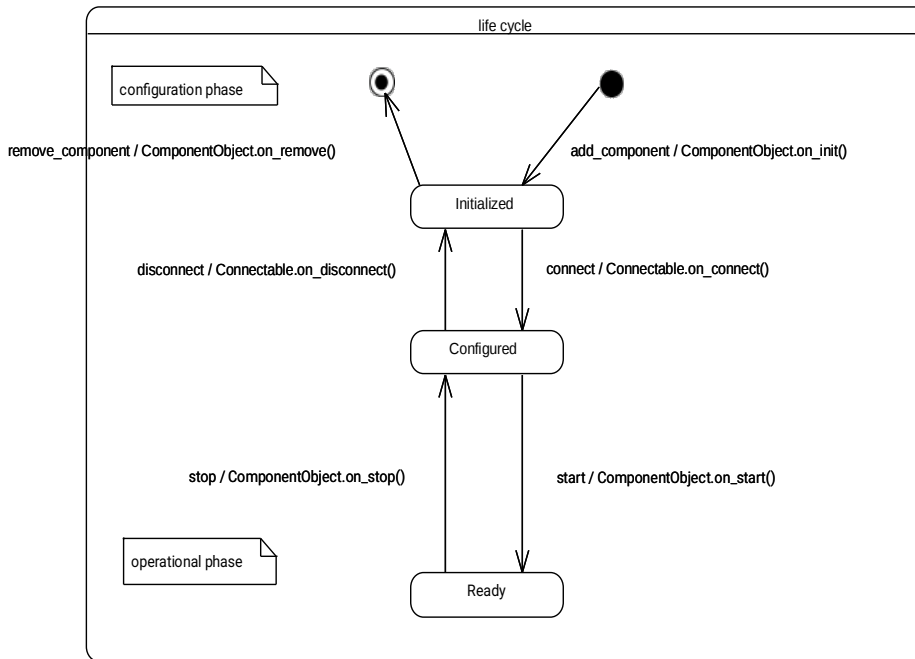 life cycle
configuration phase
remove_component / ComponentObject.on_remove()
add_component / ComponentObject.on_init()
Initialized
disconnect / Connectable.on_disconnect()
connect / Connectable.on_connect()
Configured
stop / ComponentObject.on_stop()
start / ComponentObject.on_start()
operational phase
Ready